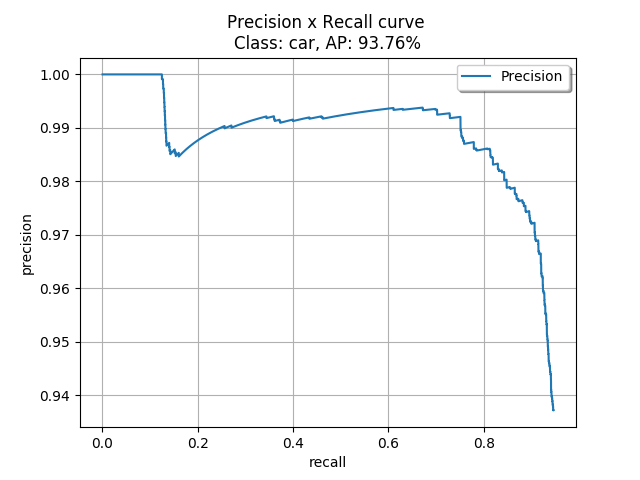 Precision x Recall curve
Class: car, AP: 93.76%
Precision
1.00
0.99
0.98
0.97
0.96
0.95
0.94
precision
0.0 0.2 0.4 0.6 0.8
recall